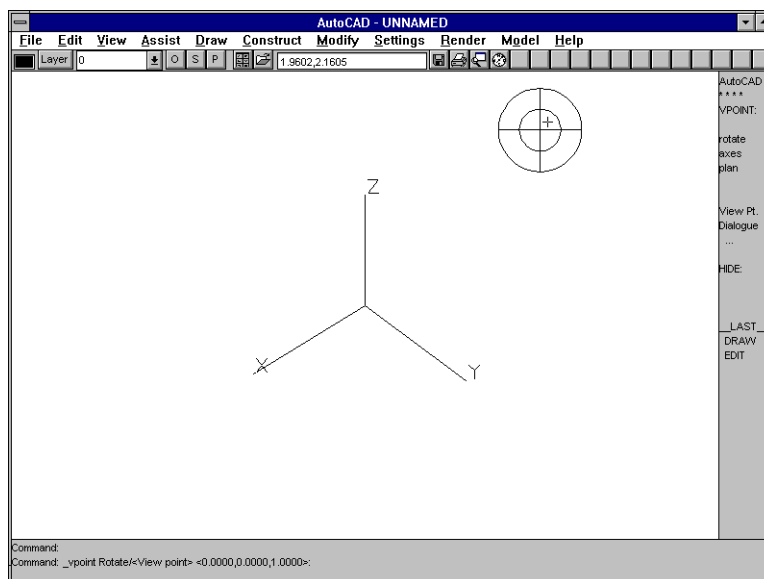 AutoCAD - UNNAMED
File Edit View Assist Draw Construct Modify Settings Render Model Help
Layer 0 O S P 1.9602,2.1605
AutoCAD
* * * *
VPOINT:
rotate
axes
plan
View Pt.
Dialogue
...
HIDE:
__LAST__
DRAW
EDIT
Z
X
Y
Command:
Command: _vpoint Rotate/<View point> <0.0000,0.0000,1.0000>: